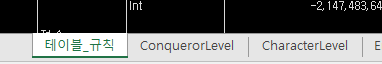 Int -2,147,483,64
테이블_규칙 ConquerorLevel CharacterLevel E